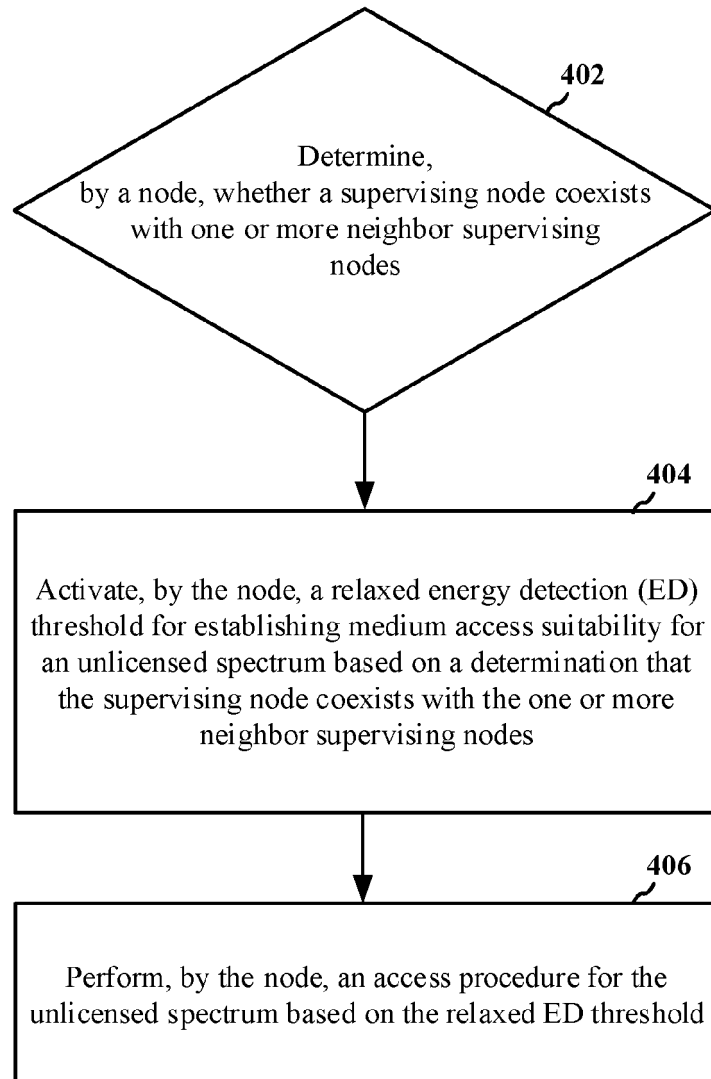 402
Determine,
by a node, whether a supervising node coexists
with one or more neighbor supervising
nodes
404
Activate, by the node, a relaxed energy detection (ED)
threshold for establishing medium access suitability for
an unlicensed spectrum based on a determination that
the supervising node coexists with the one or more
neighbor supervising nodes
406
Perform, by the node, an access procedure for the
unlicensed spectrum based on the relaxed ED threshold